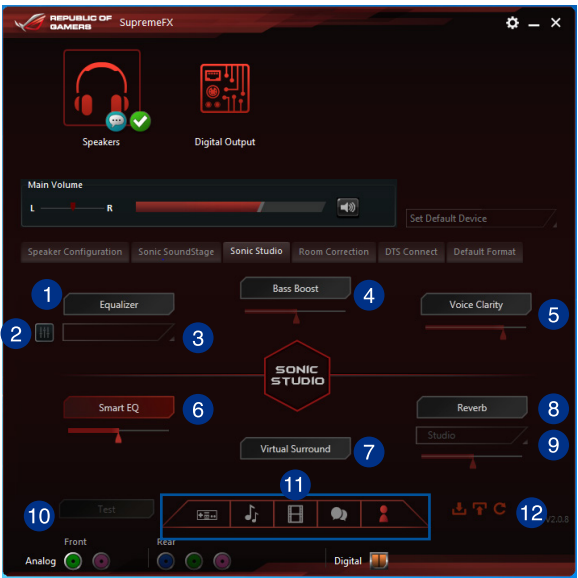 REPUBLIC OF
GAMERS
SupremeFX
Speakers
Digital Output
Main Volume
L
R
Set Default Device
Speaker Configuration
Sonic SoundStage
Sonic Studio
Room Correction
DTS Connect
Default Format
1
Equalizer
Bass Boost
4
Voice Clarity
5
2
3
SONIC
STUDIO
Smart EQ
6
Reverb
8
Virtual Surround
7
Studio
9
11
10
Test
12
V2.0.8
Front
Rear
Analog
Digital